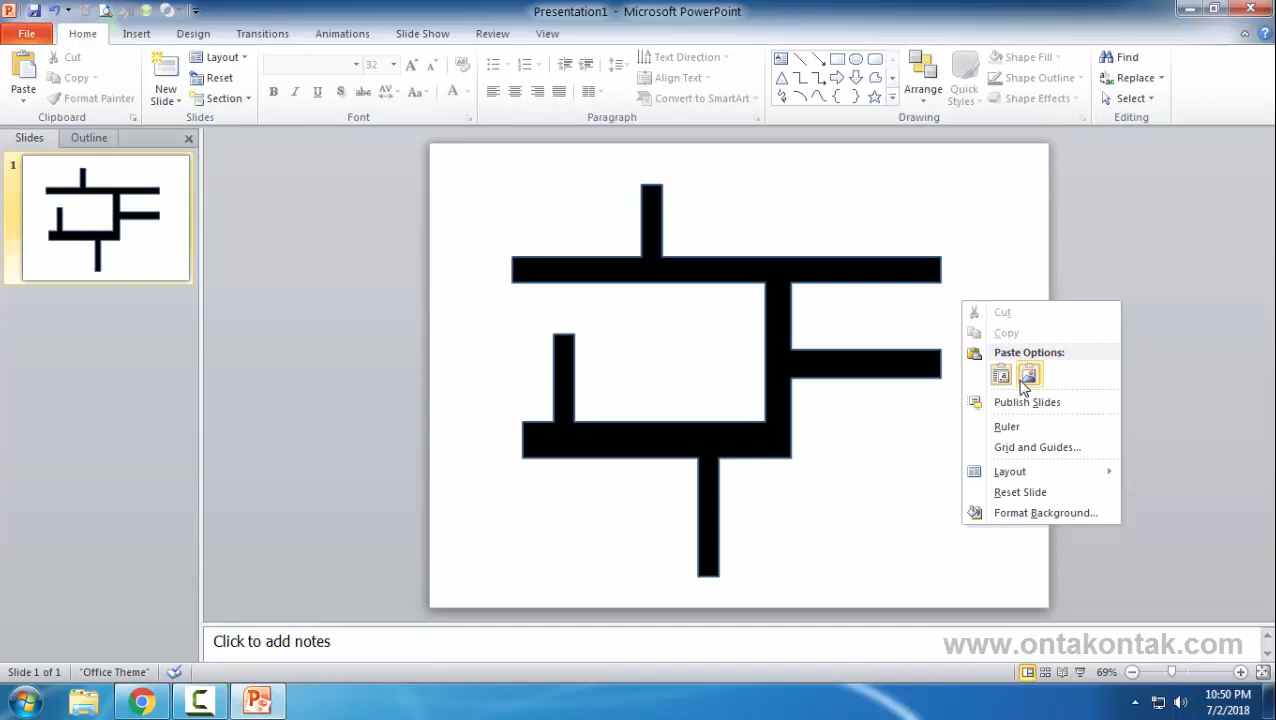 Presentation1 - Microsoft PowerPoint
File Home Insert Design Transitions Animations Slide Show Review View
Paste
Cut
Copy
Format Painter
Clipboard
New Slide
Layout
Reset
Section
Slides
32
B I U S abc AV Aa A
Font
Text Direction
Align Text
Convert to SmartArt
Paragraph
Arrange
Quick Styles
Shape Fill
Shape Outline
Shape Effects
Drawing
Find
Replace
Select
Editing
Slides Outline
1
Cut
Copy
Paste Options:
Publish Slides
Ruler
Grid and Guides...
Layout
Reset Slide
Format Background...
Click to add notes
www.ontakontak.com
Slide 1 of 1 "Office Theme" 69%
10:50 PM
7/2/2018